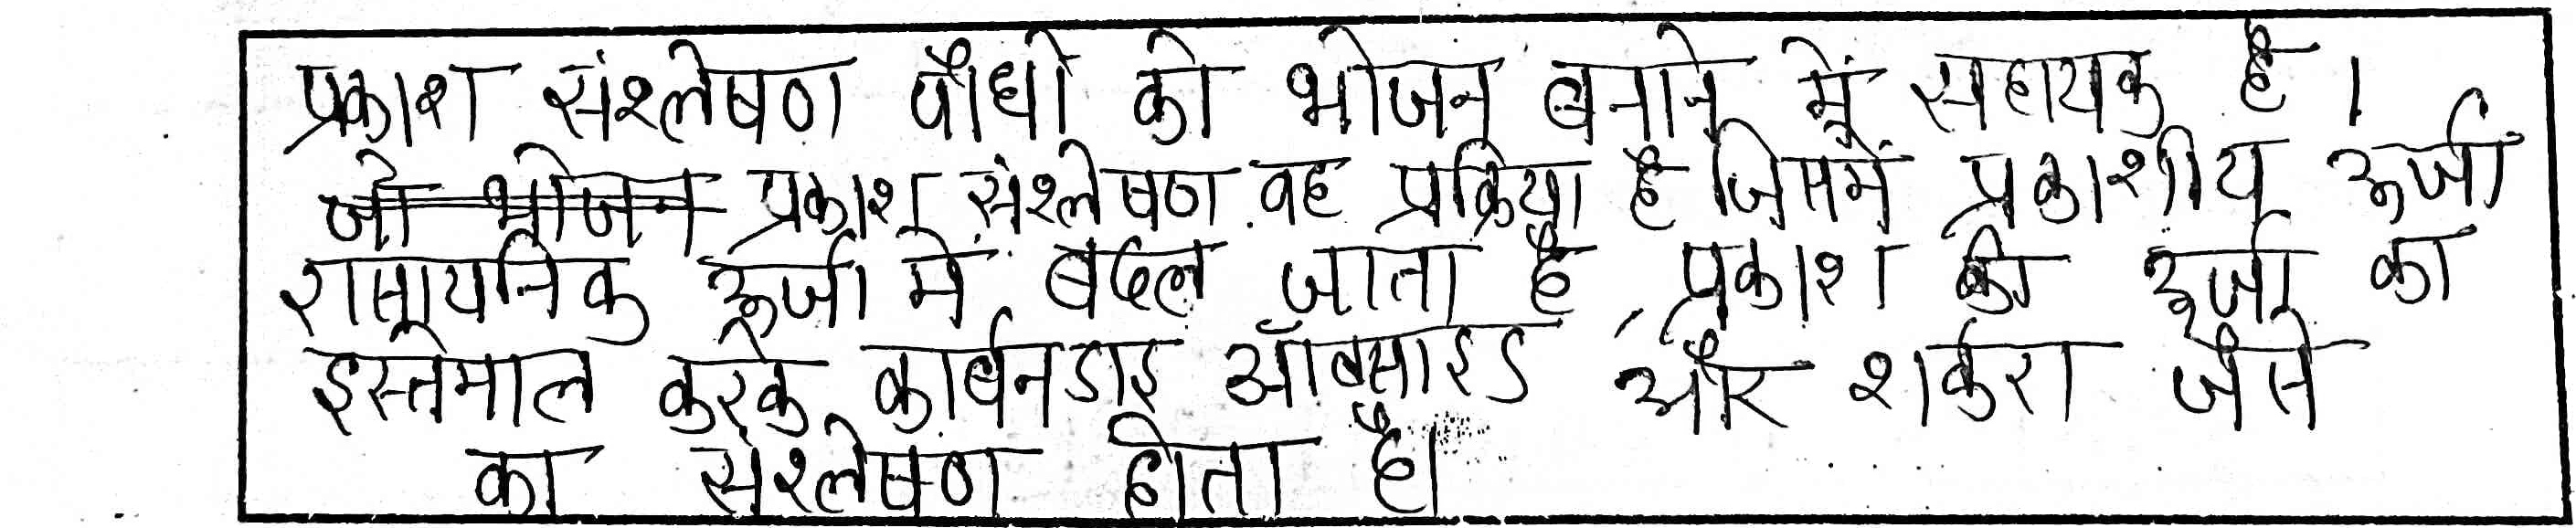 प्रकाश संश्लेषण पौधों को भोजन बनाने में सहायक है ।
जो भोजन प्रकाश संश्लेषण वह प्रक्रिया है जिसमें प्रकाशीय ऊर्जा
रासायनिक ऊर्जा में बदल जाता है, प्रकाश की ऊर्जा का
इस्तेमाल करके कार्बनडाइ ऑक्साइड और शर्करा जैसे
का संश्लेषण होता है।